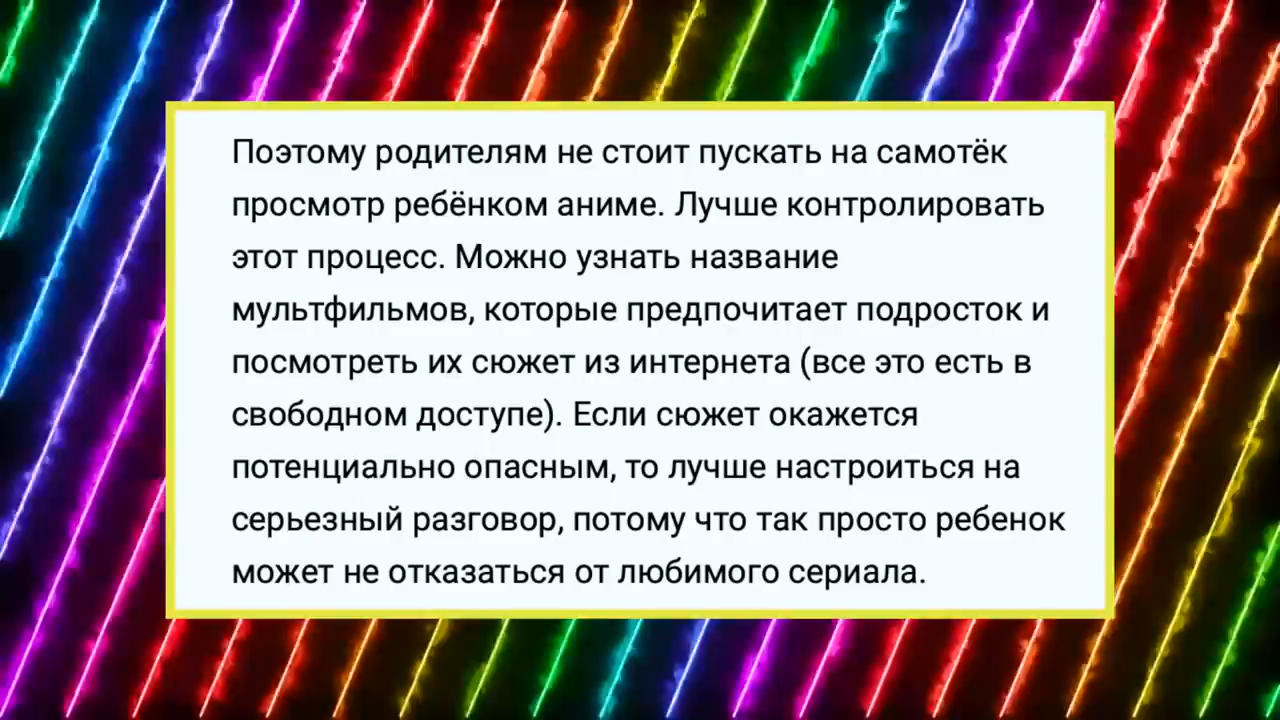 Поэтому родителям не стоит пускать на самотёк
просмотр ребёнком аниме. Лучше контролировать
этот процесс. Можно узнать название
мультфильмов, которые предпочитает подросток и
посмотреть их сюжет из интернета (все это есть в
свободном доступе). Если сюжет окажется
потенциально опасным, то лучше настроиться на
серьезный разговор, потому что так просто ребенок
может не отказаться от любимого сериала.